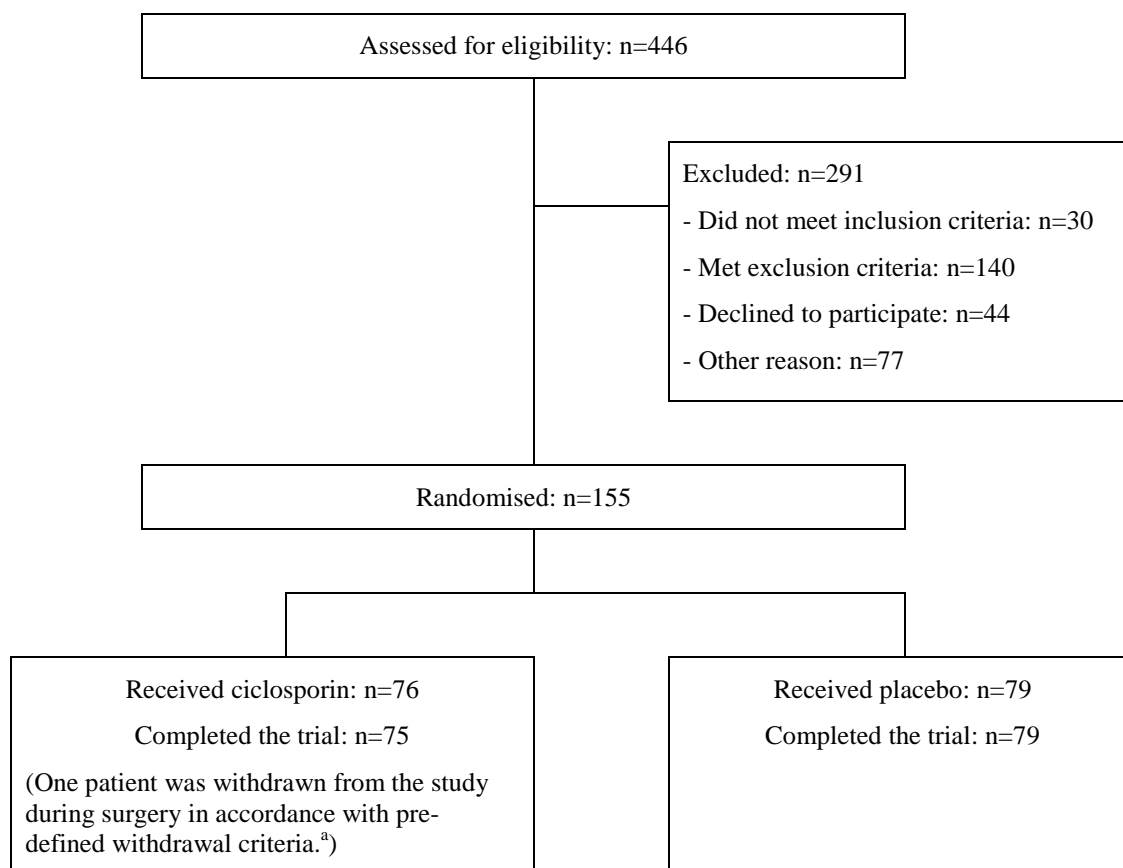 Assessed for eligibility: n=446
Excluded: n=291
- Did not meet inclusion criteria: n=30
- Met exclusion criteria: n=140
- Declined to participate: n=44
- Other reason: n=77
Randomised: n=155
Received ciclosporin: n=76
Completed the trial: n=75
(One patient was withdrawn from the study
during surgery in accordance with pre-
defined withdrawal criteria.ᵃ)
Received placebo: n=79
Completed the trial: n=79